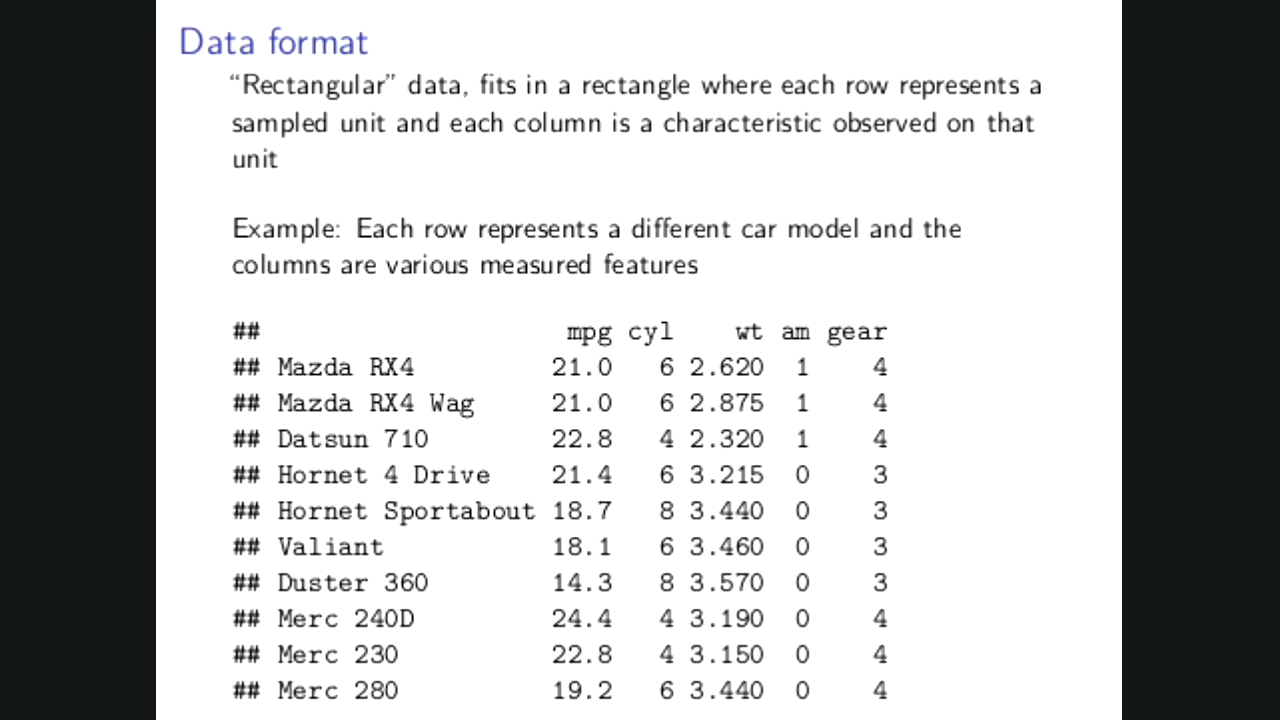 Data format
“Rectangular” data, fits in a rectangle where each row represents a
sampled unit and each column is a characteristic observed on that
unit
Example: Each row represents a different car model and the
columns are various measured features
##                    mpg cyl    wt am gear
## Mazda RX4         21.0   6 2.620  1    4
## Mazda RX4 Wag     21.0   6 2.875  1    4
## Datsun 710        22.8   4 2.320  1    4
## Hornet 4 Drive    21.4   6 3.215  0    3
## Hornet Sportabout 18.7   8 3.440  0    3
## Valiant           18.1   6 3.460  0    3
## Duster 360        14.3   8 3.570  0    3
## Merc 240D         24.4   4 3.190  0    4
## Merc 230          22.8   4 3.150  0    4
## Merc 280          19.2   6 3.440  0    4